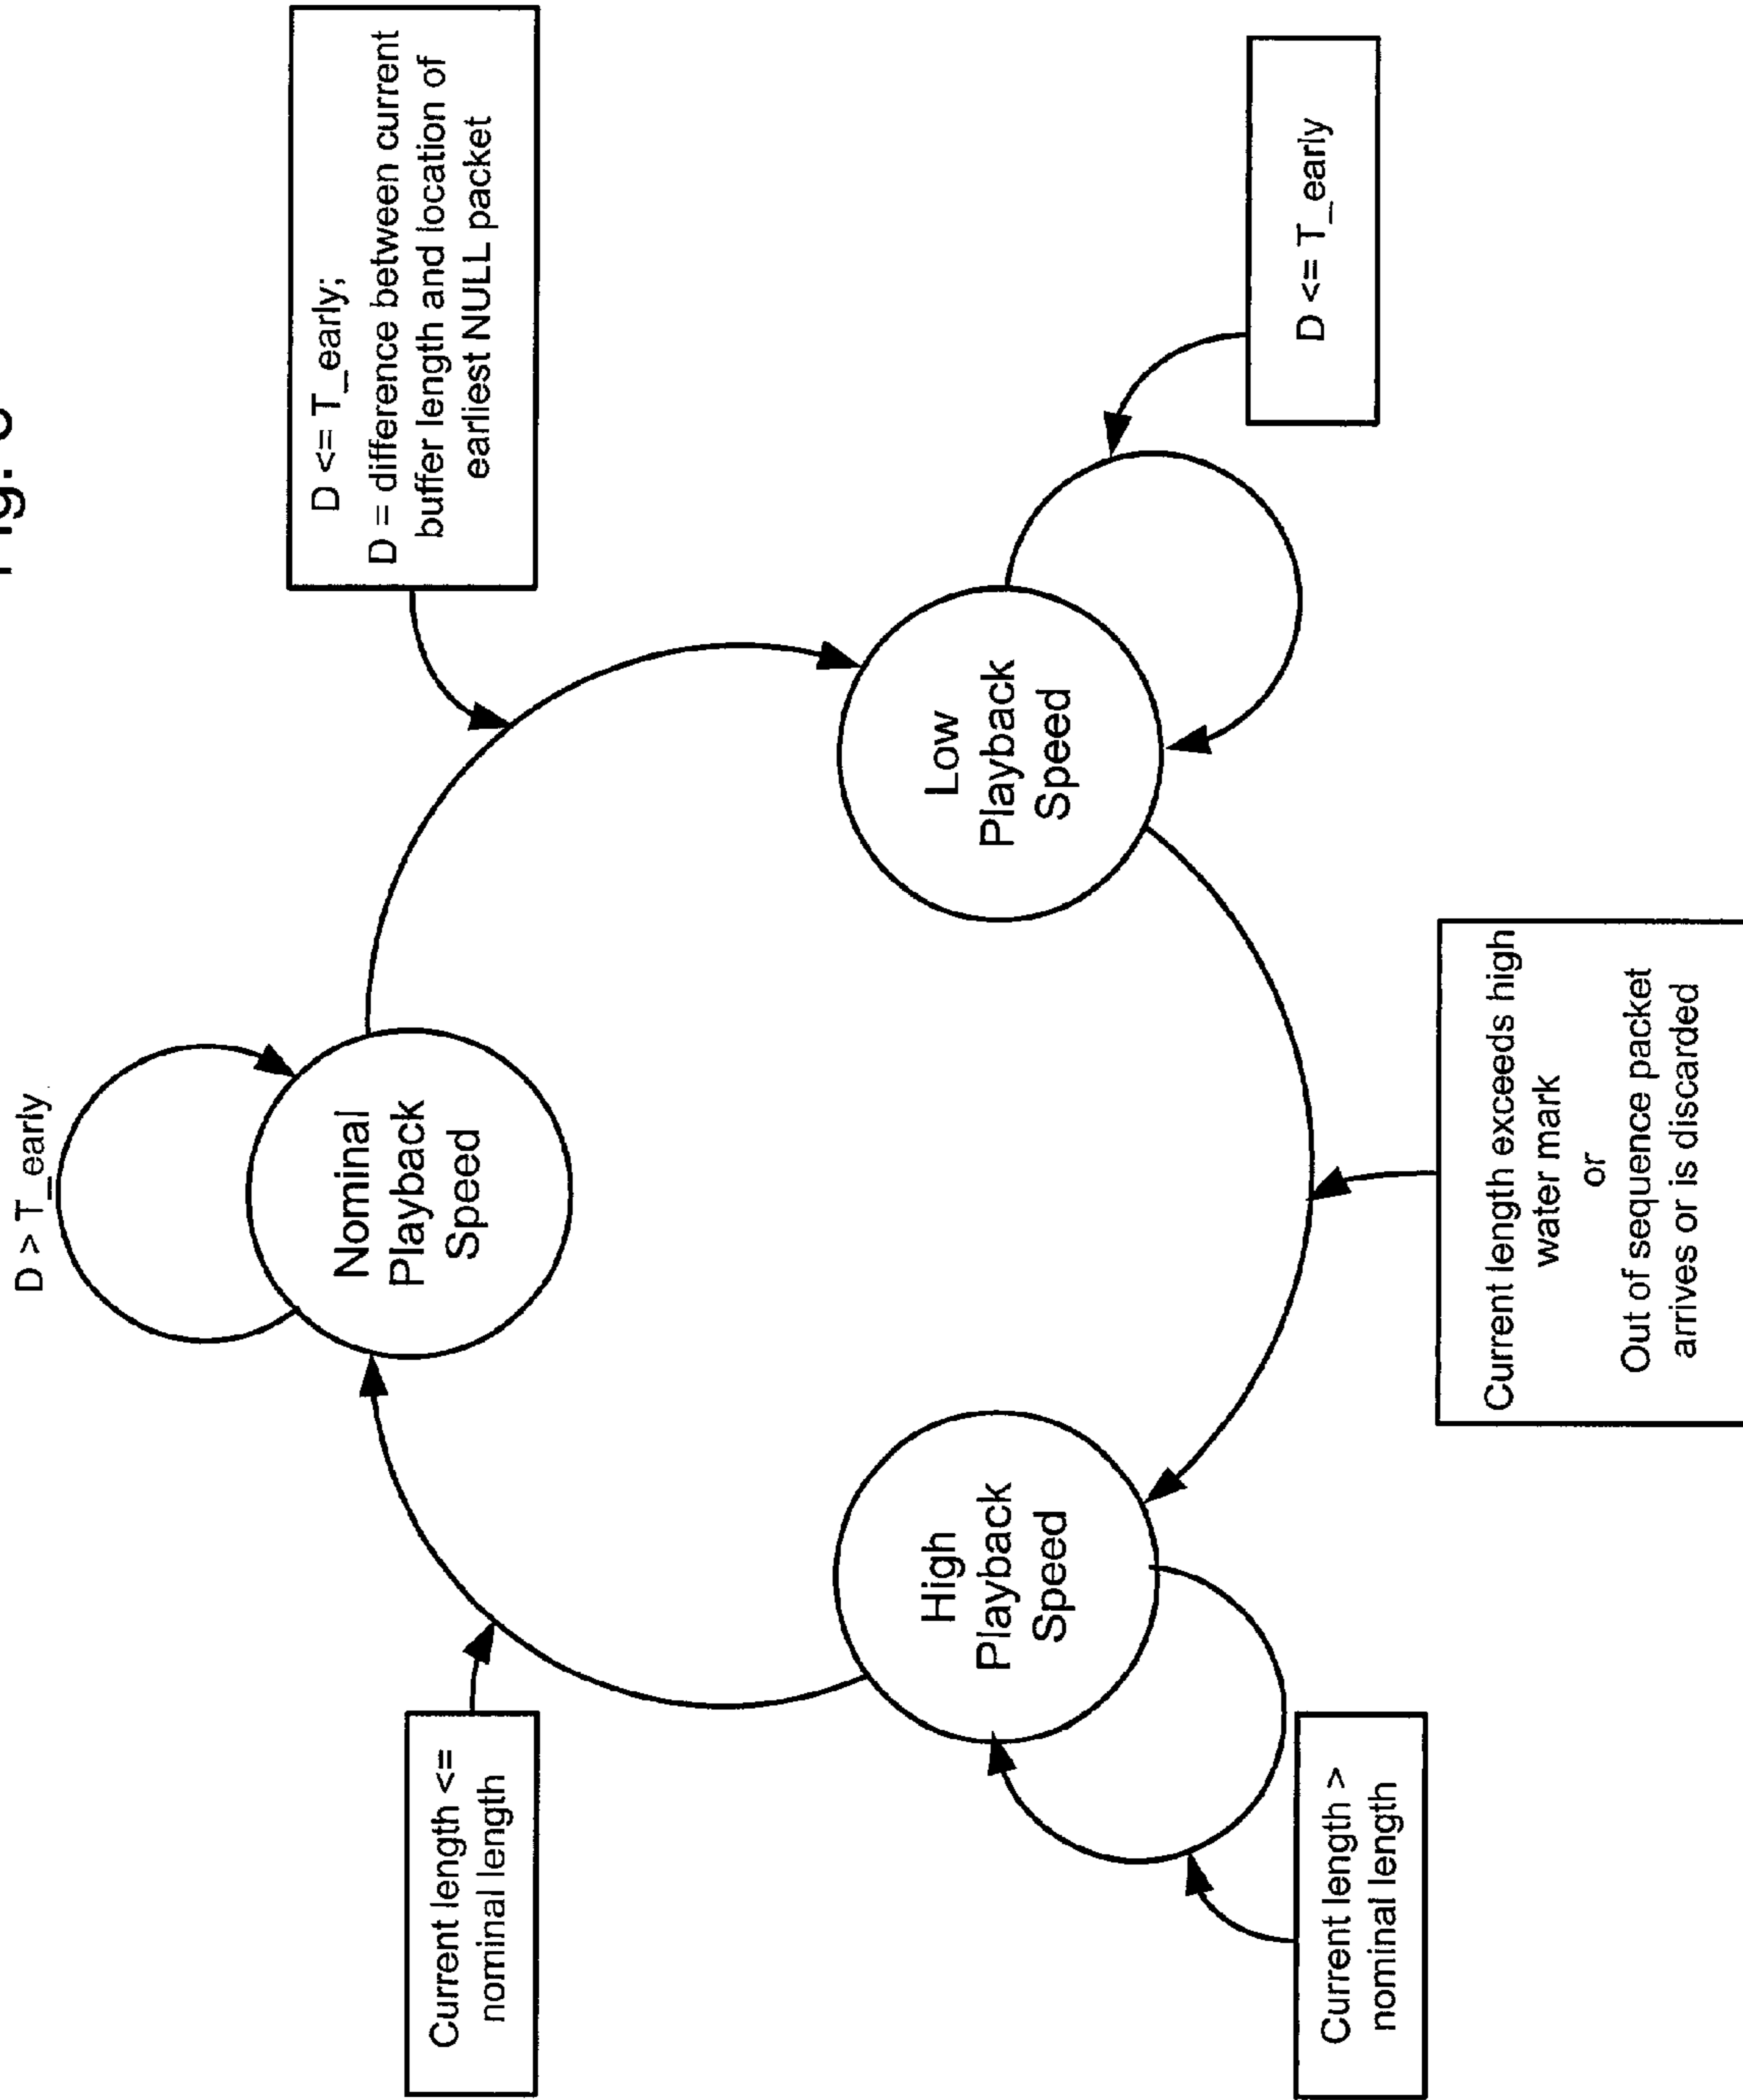 D > T_early
Nominal
Playback
Speed
D <= T_early;
D = difference between current
buffer length and location of
earliest NULL packet
Current length <=
nominal length
High
Playback
Speed
Low
Playback
Speed
D <= T_early
Current length >
nominal length
Current length exceeds high
water mark
or
Out of sequence packet
arrives or is discarded